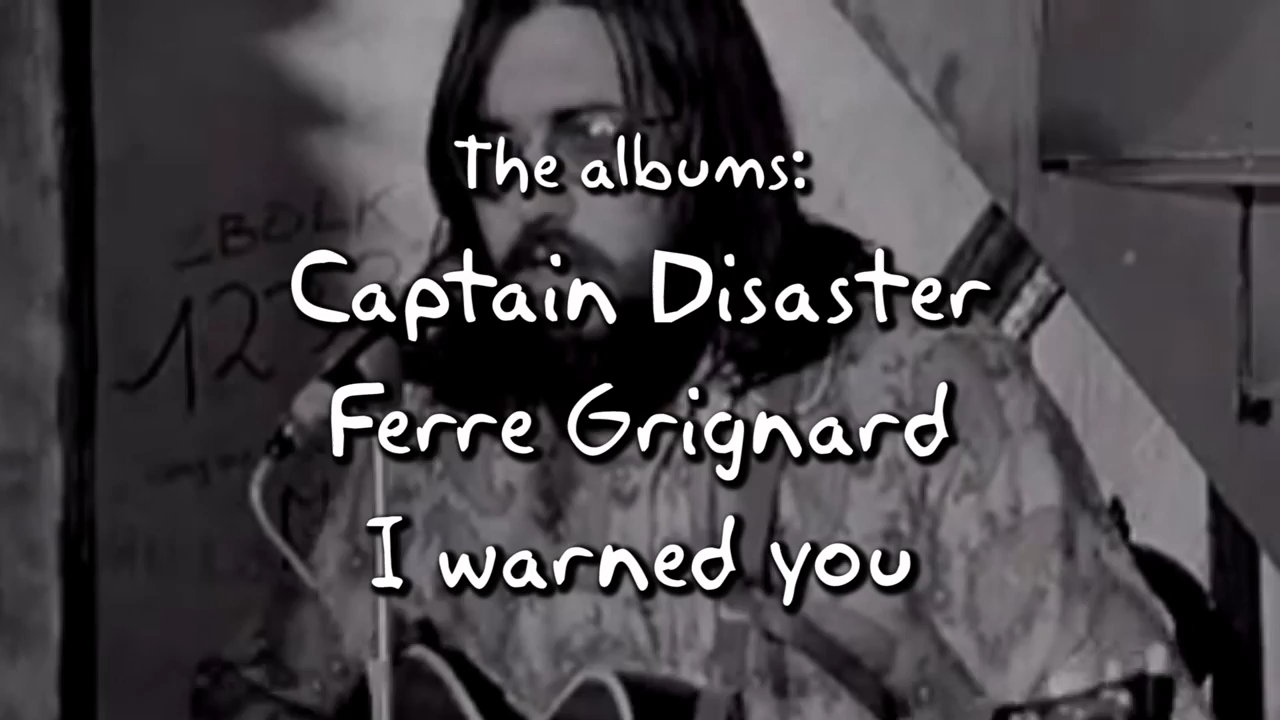 The albums:
Captain Disaster
Ferre Grignard
I warned you